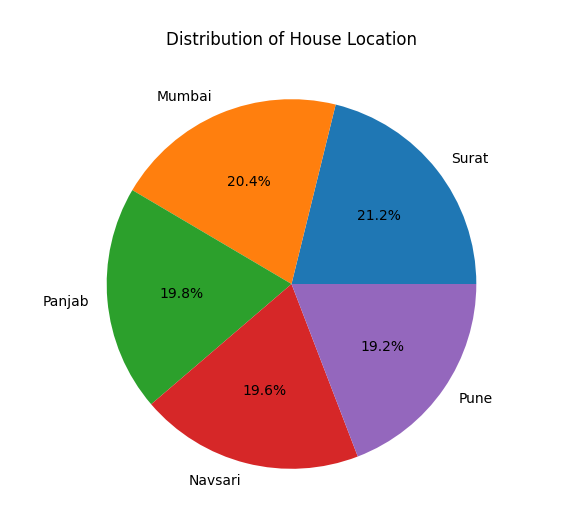 Distribution of House Location
Mumbai
Surat
20.4%
21.2%
Panjab
19.8%
19.2%
19.6%
Pune
Navsari